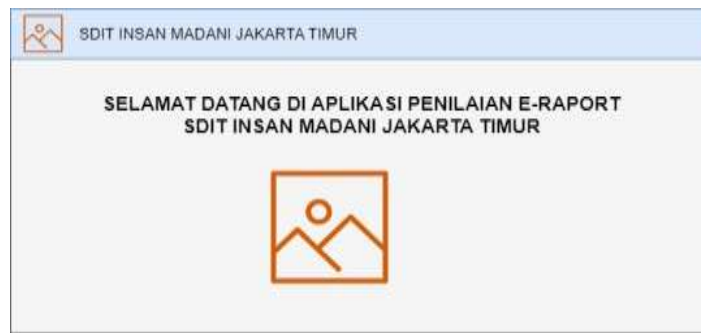 SDIT INSAN MADANI JAKARTA TIMUR
SELAMAT DATANG DI APLIKASI PENILAIAN E-RAPORT
SDIT INSAN MADANI JAKARTA TIMUR